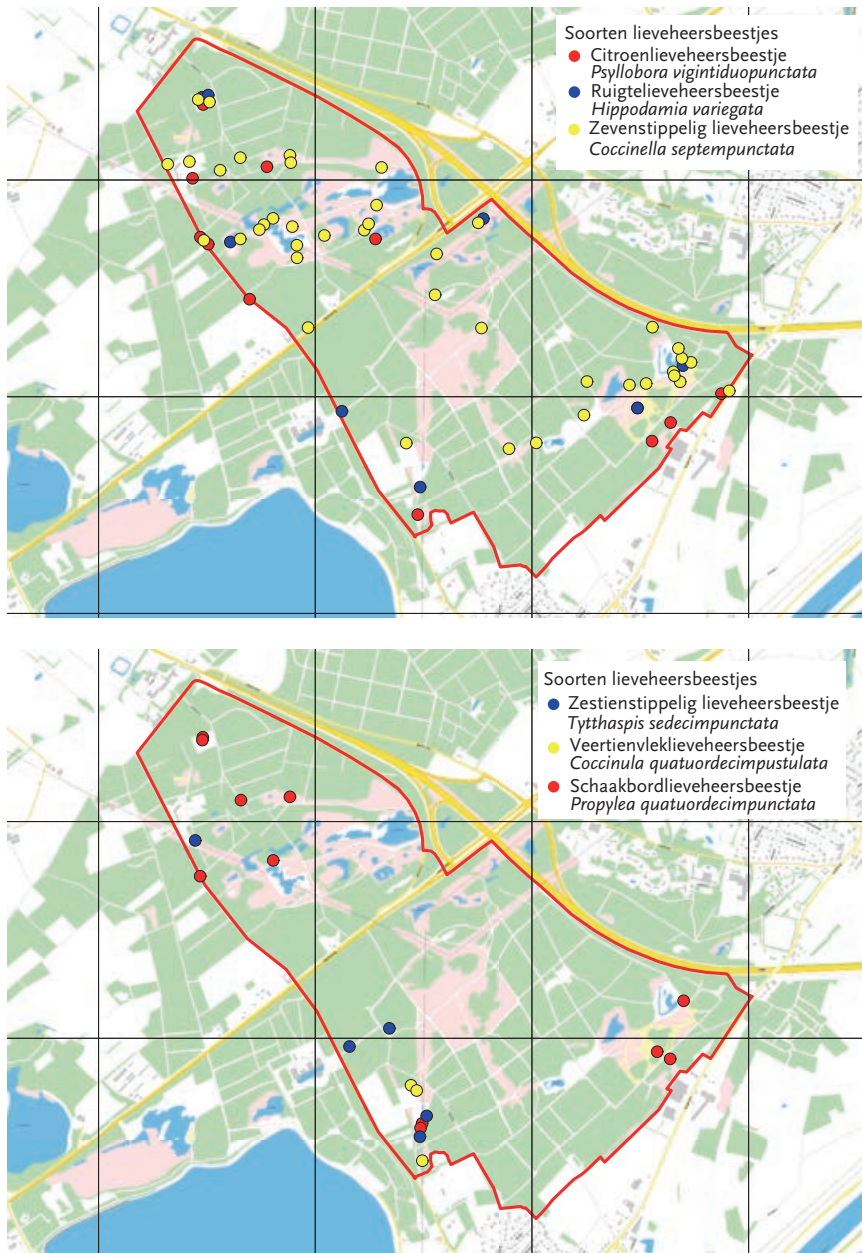 Soorten lieveheersbeestjes
Citroenlieveheersbeestje
Psyllobora vigintiduopunctata
Ruigtelieveheersbeestje
Hippodamia variegata
Zevenstippelig lieveheersbeestje
Coccinella septempunctata
Soorten lieveheersbeestjes
Zestienstippelig lieveheersbeestje
Tytthaspis sedecimpunctata
Veertienvleklieveheersbeestje
Coccinula quatuordecimpustulata
Schaakbordlieveheersbeestje
Propylea quatuordecimpunctata